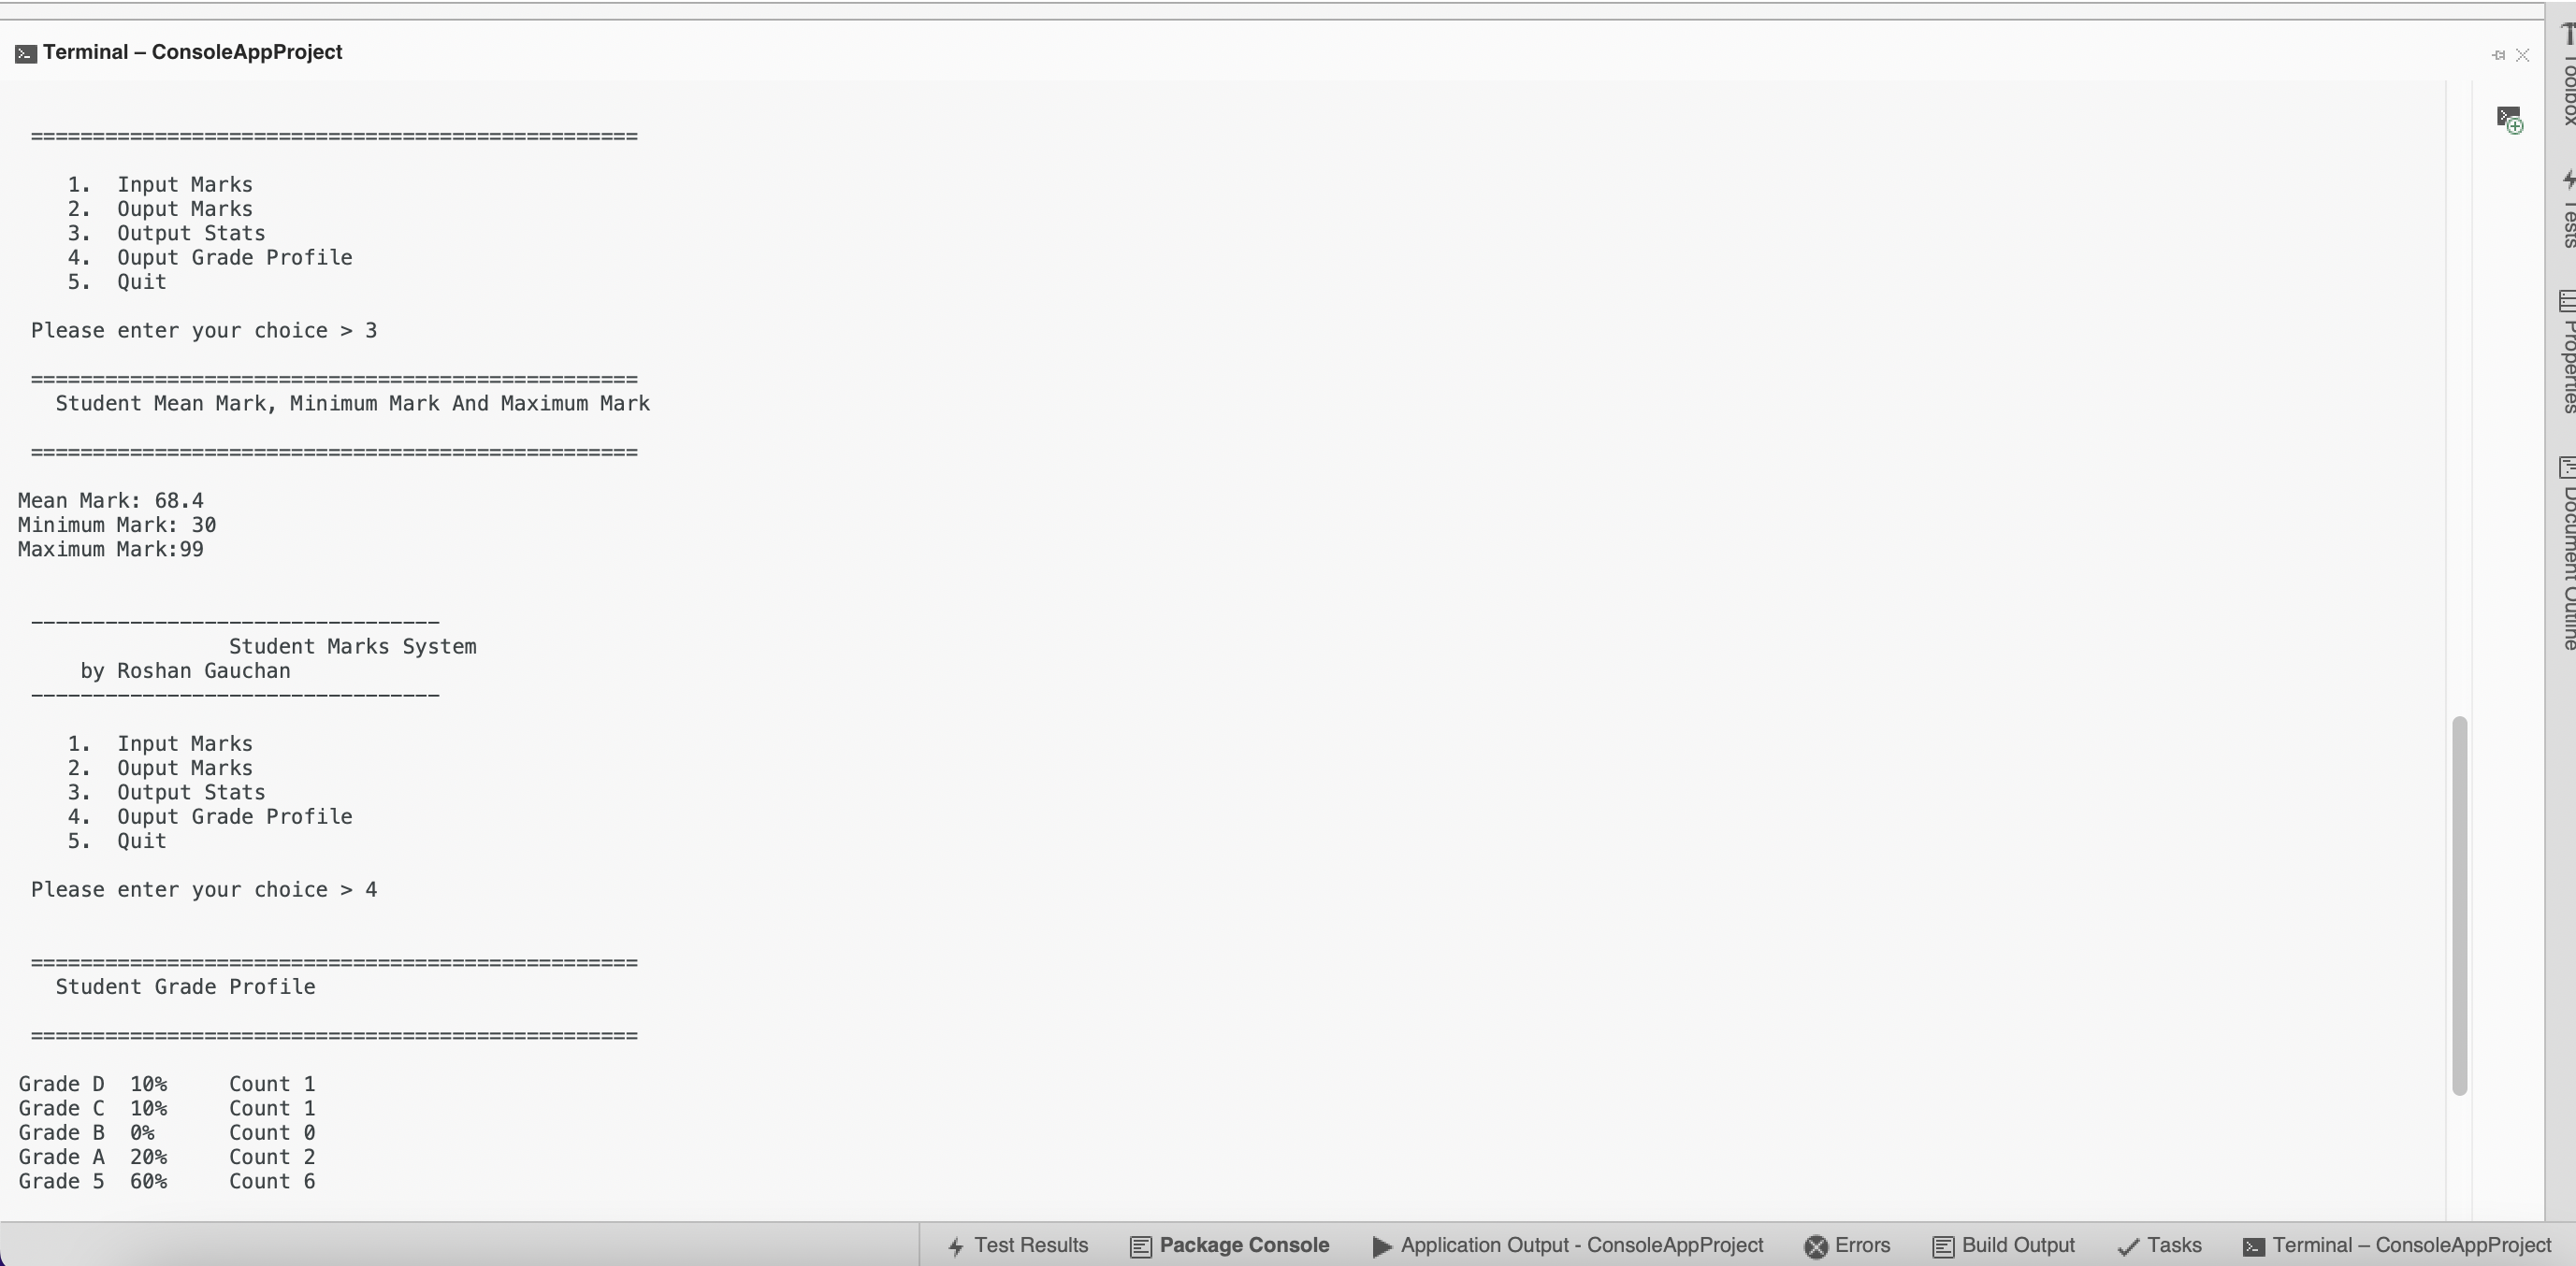 Terminal – ConsoleAppProject
=================================================
1. Input Marks
2. Ouput Marks
3. Output Stats
4. Ouput Grade Profile
5. Quit
Please enter your choice > 3
=================================================
Student Mean Mark, Minimum Mark And Maximum Mark
=================================================
Mean Mark: 68.4
Minimum Mark: 30
Maximum Mark:99
---------------------------------
Student Marks System
by Roshan Gauchan
---------------------------------
1. Input Marks
2. Ouput Marks
3. Output Stats
4. Ouput Grade Profile
5. Quit
Please enter your choice > 4
=================================================
Student Grade Profile
=================================================
Grade D 10% Count 1
Grade C 10% Count 1
Grade B 0% Count 0
Grade A 20% Count 2
Grade 5 60% Count 6
Test Results Package Console Application Output - ConsoleAppProject Errors Build Output Tasks Terminal – ConsoleAppProject
Toolbox
Tests
Properties
Document Outline